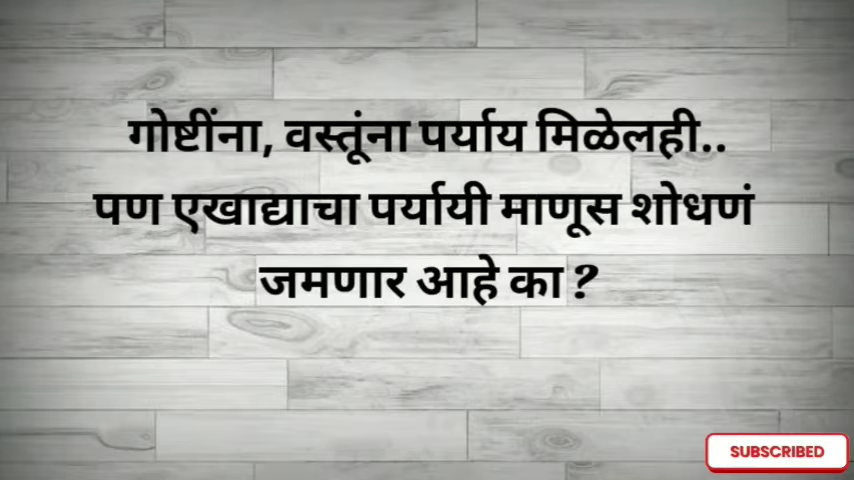 गोष्टींना, वस्तूंना पर्याय मिळेलही..
पण एखाद्याचा पर्यायी माणूस शोधणं
जमणार आहे का ?
SUBSCRIBED